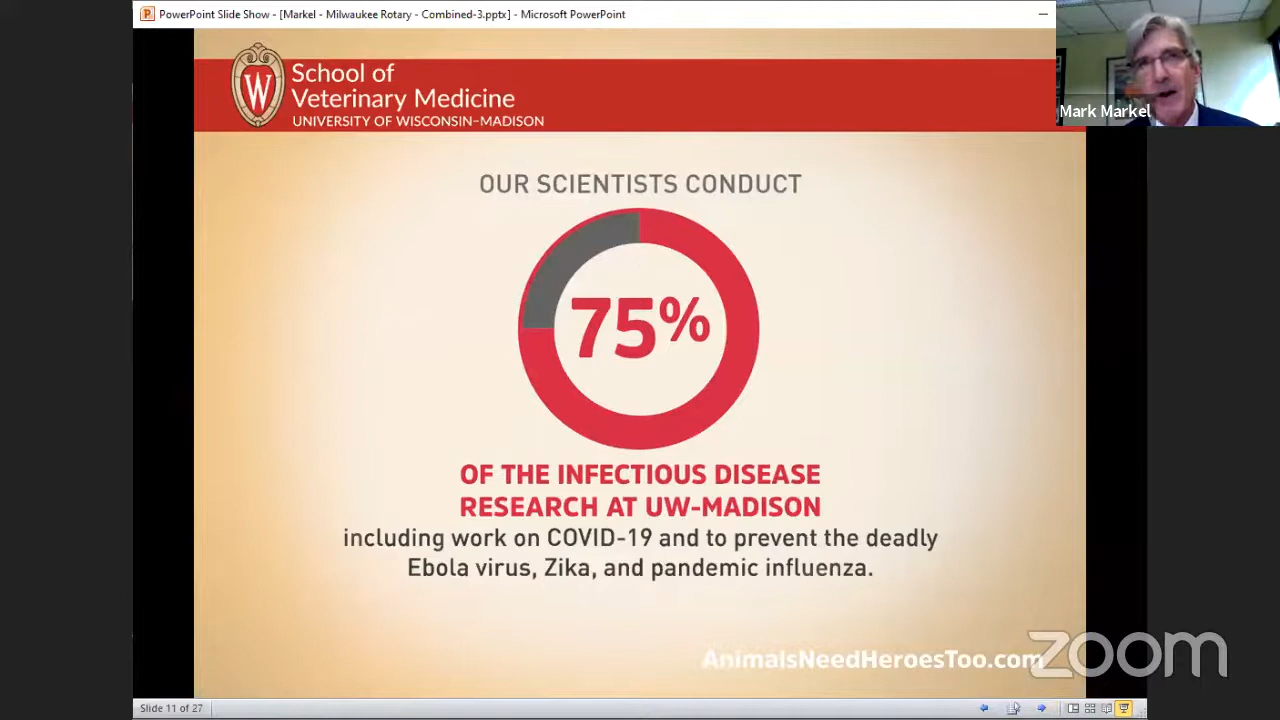 PowerPoint Slide Show - [Markel - Milwaukee Rotary - Combined-3.pptx] - Microsoft PowerPoint
W
School of
Veterinary Medicine
UNIVERSITY OF WISCONSIN–MADISON
Mark Markel
OUR SCIENTISTS CONDUCT
75%
OF THE INFECTIOUS DISEASE
RESEARCH AT UW-MADISON
including work on COVID-19 and to prevent the deadly
Ebola virus, Zika, and pandemic influenza.
AnimalsNeedHeroesToo.com
zoom
Slide 11 of 27